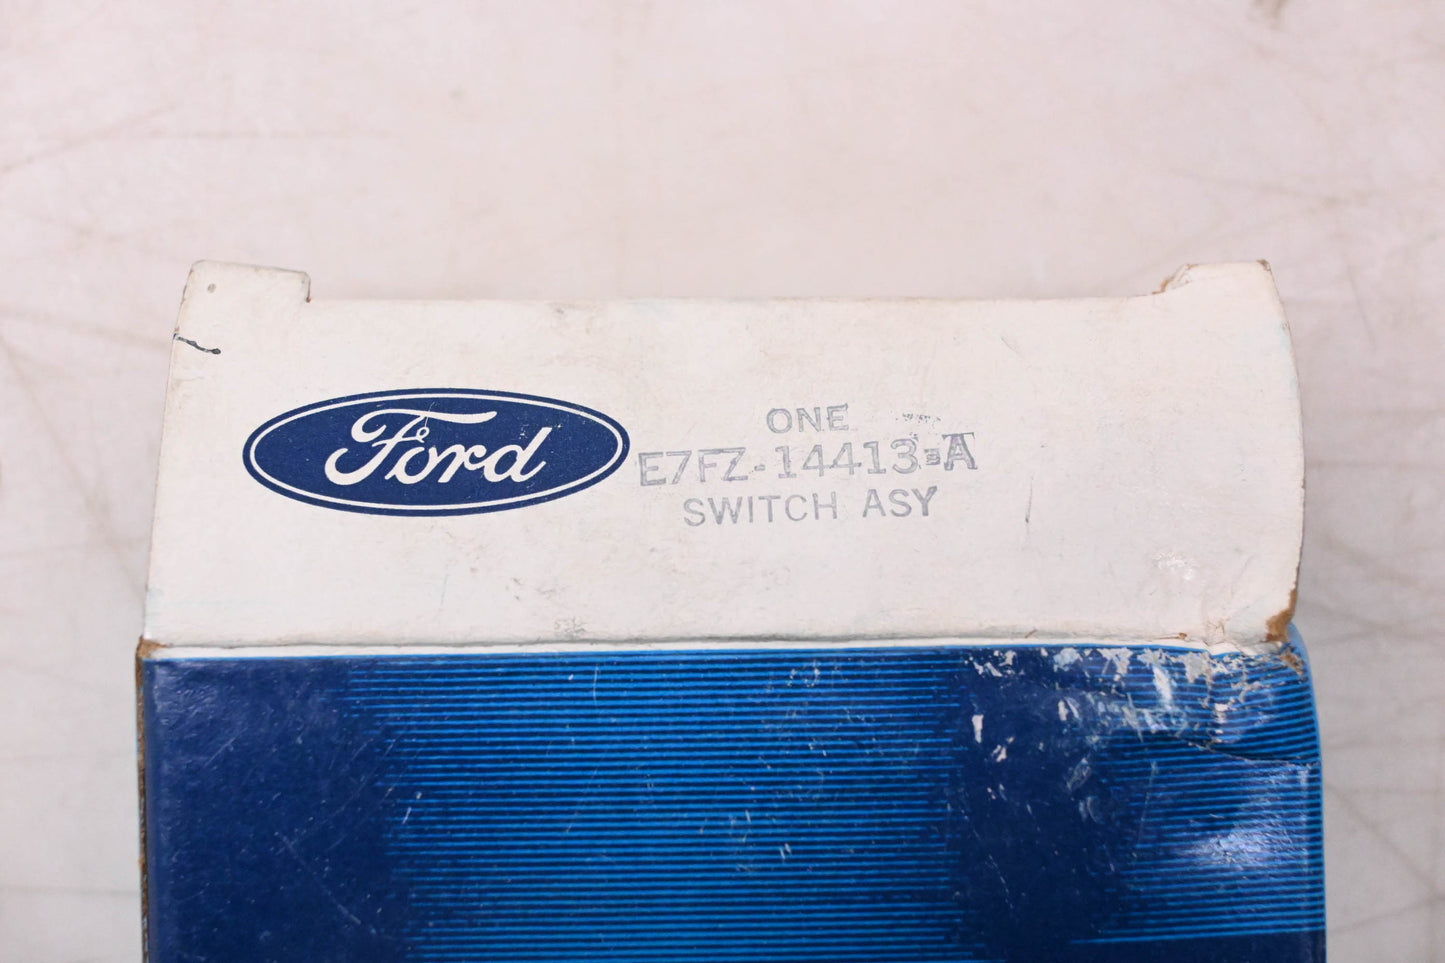 Ford
ONE
E7FZ-14413-A
SWITCH ASY